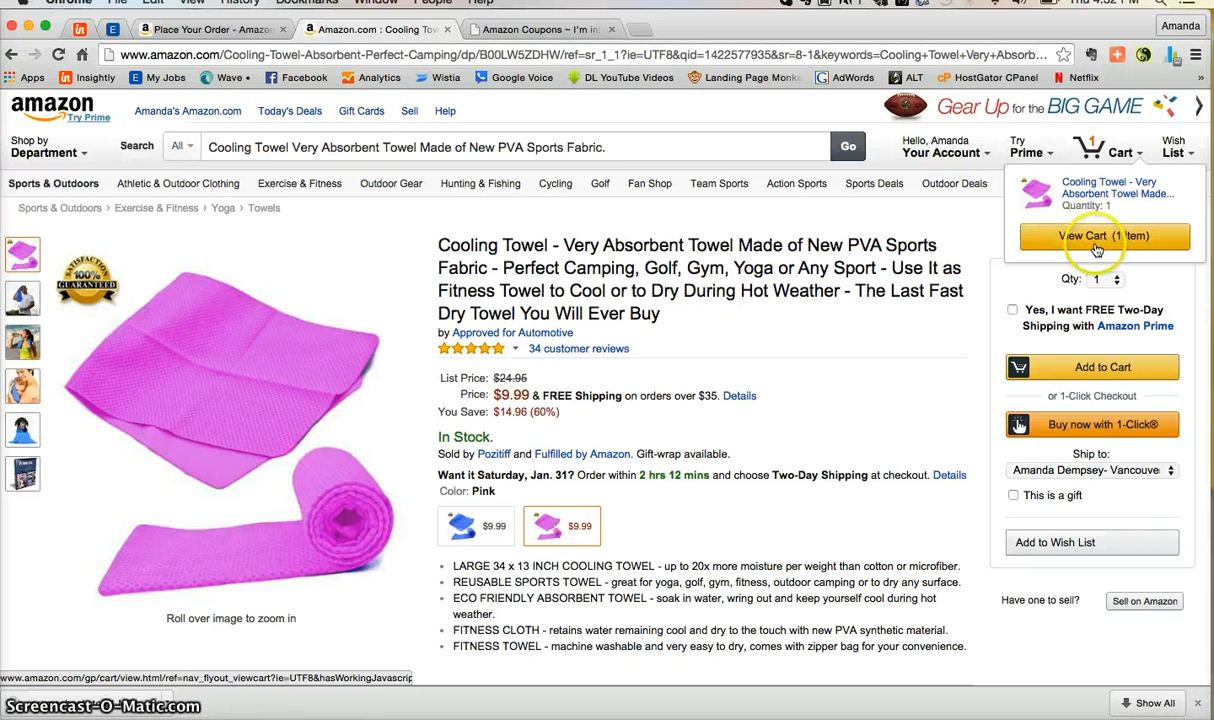 Chrome File Edit View History Bookmarks Window People Help
Thu 4:52 PM
Place Your Order - Amazon
Amazon.com : Cooling Tow
Amazon Coupons ~ I'm in
Amanda
www.amazon.com/Cooling-Towel-Absorbent-Perfect-Camping/dp/B00LW5ZDHW/ref=sr_1_1?ie=UTF8&qid=1422577935&sr=8-1&keywords=Cooling+Towel+Very+Absorb...
Apps Insightly My Jobs Wave Facebook Analytics Wistia Google Voice DL YouTube Videos Landing Page Monke AdWords ALT HostGator CPanel Netflix »
amazon
Try Prime
Amanda's Amazon.com Today's Deals Gift Cards Sell Help
Gear Up for the BIG GAME
Shop by
Department
Search All Cooling Towel Very Absorbent Towel Made of New PVA Sports Fabric. Go
Hello, Amanda
Your Account
Try
Prime
1
Cart
Wish
List
Sports & Outdoors Athletic & Outdoor Clothing Exercise & Fitness Outdoor Gear Hunting & Fishing Cycling Golf Fan Shop Team Sports Action Sports Sports Deals Outdoor Deals
Cooling Towel - Very
Absorbent Towel Made...
Quantity: 1
View Cart (1 Item)
Sports & Outdoors › Exercise & Fitness › Yoga › Towels
SATISFACTION
100%
GUARANTEED
Roll over image to zoom in
Cooling Towel - Very Absorbent Towel Made of New PVA Sports
Fabric - Perfect Camping, Golf, Gym, Yoga or Any Sport - Use It as
Fitness Towel to Cool or to Dry During Hot Weather - The Last Fast
Dry Towel You Will Ever Buy
by Approved for Automotive
34 customer reviews
List Price: $24.95
Price: $9.99 & FREE Shipping on orders over $35. Details
You Save: $14.96 (60%)
In Stock.
Sold by Pozitiff and Fulfilled by Amazon. Gift-wrap available.
Want it Saturday, Jan. 31? Order within 2 hrs 12 mins and choose Two-Day Shipping at checkout. Details
Color: Pink
$9.99 $9.99
• LARGE 34 x 13 INCH COOLING TOWEL - up to 20x more moisture per weight than cotton or microfiber.
• REUSABLE SPORTS TOWEL - great for yoga, golf, gym, fitness, outdoor camping or to dry any surface.
• ECO FRIENDLY ABSORBENT TOWEL - soak in water, wring out and keep yourself cool during hot
weather.
• FITNESS CLOTH - retains water remaining cool and dry to the touch with new PVA synthetic material.
• FITNESS TOWEL - machine washable and very easy to dry, comes with zipper bag for your convenience.
Qty: 1
Yes, I want FREE Two-Day
Shipping with Amazon Prime
Add to Cart
or 1-Click Checkout
Buy now with 1-Click®
Ship to:
Amanda Dempsey- Vancouver
This is a gift
Add to Wish List
Have one to sell? Sell on Amazon
www.amazon.com/gp/cart/view.html/ref=nav_flyout_viewcart?ie=UTF8&hasWorkingJavascrip
Screencast-O-Matic.com
Show All